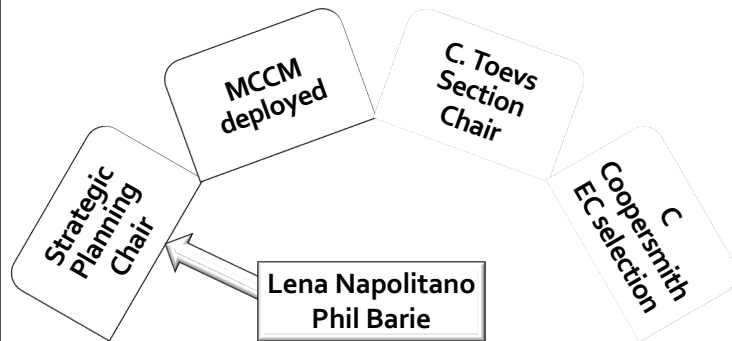 Strategic
Planning
Chair
MCCM
deployed
C. Toevs
Section
Chair
C
Coopersmith
EC selection
Lena Napolitano
Phil Barie